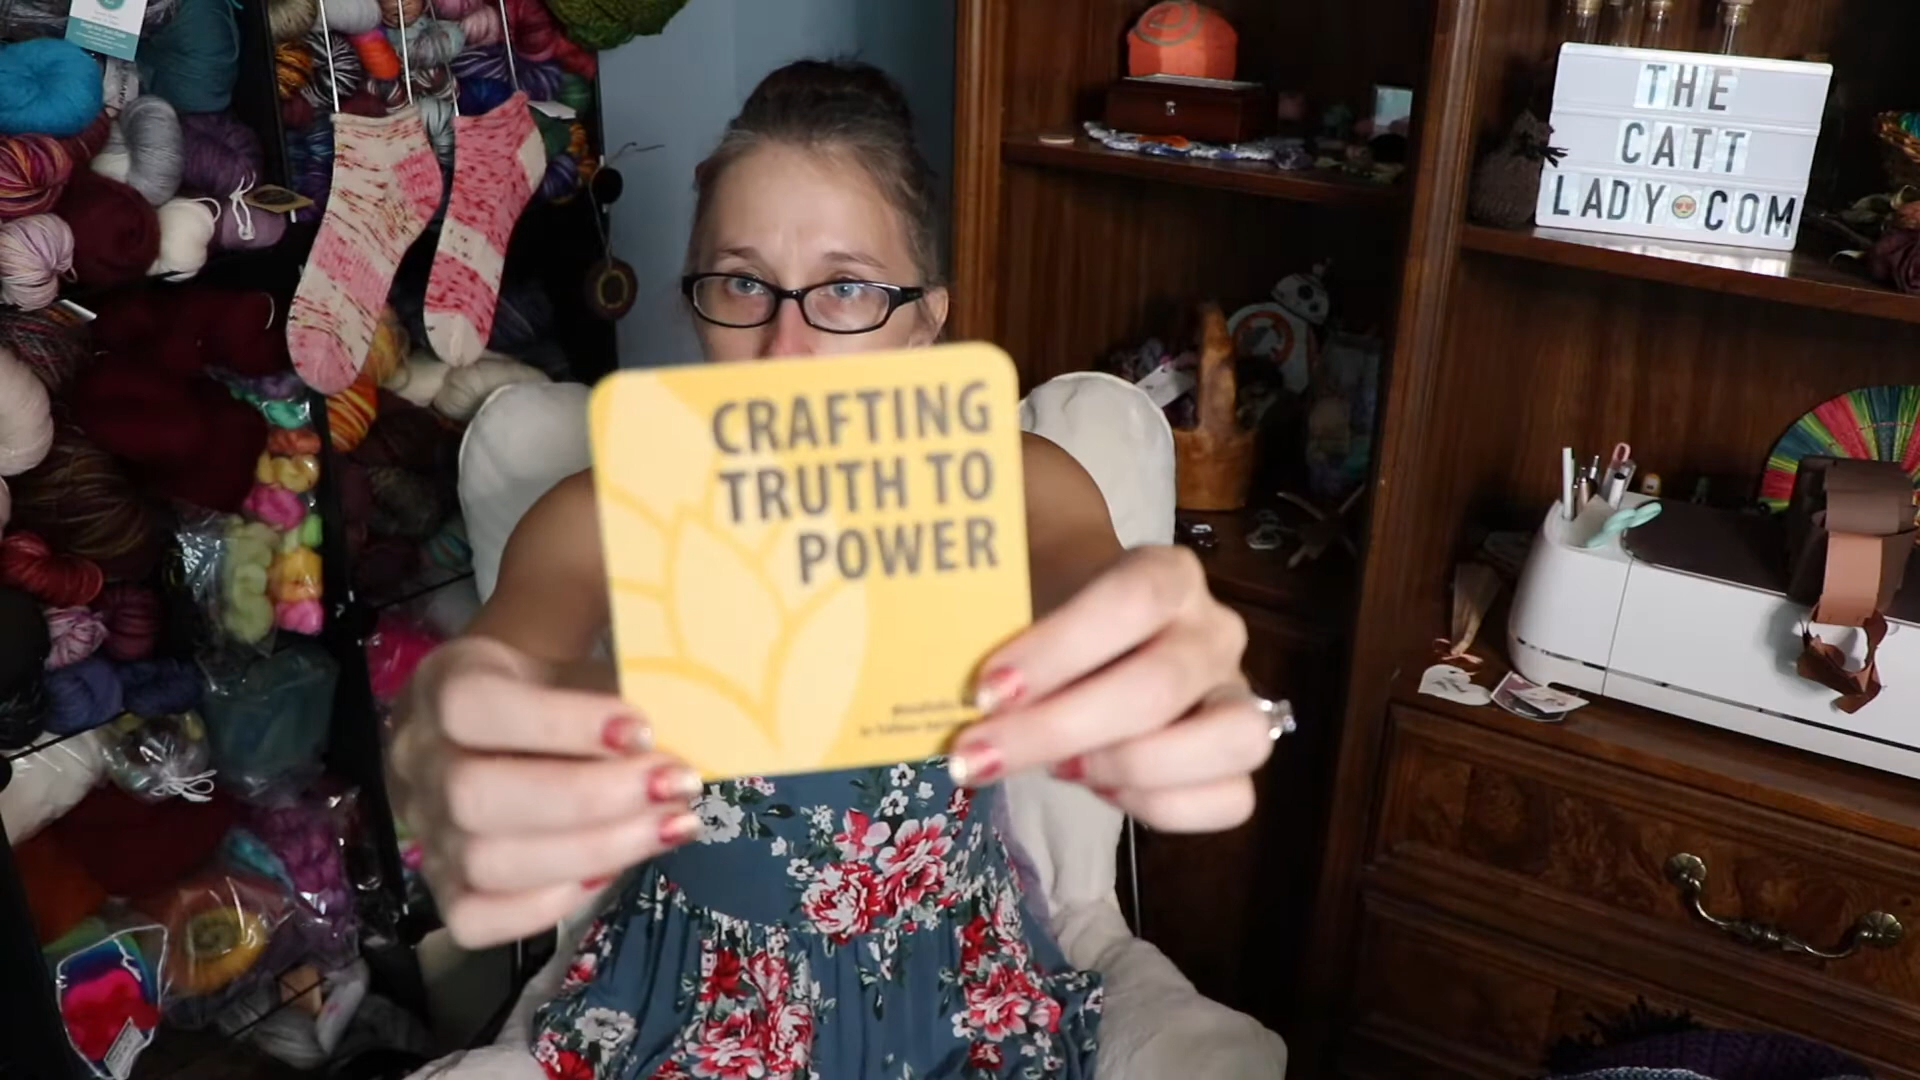 THE
CATT
LADY😍COM
CRAFTING
TRUTH TO
POWER